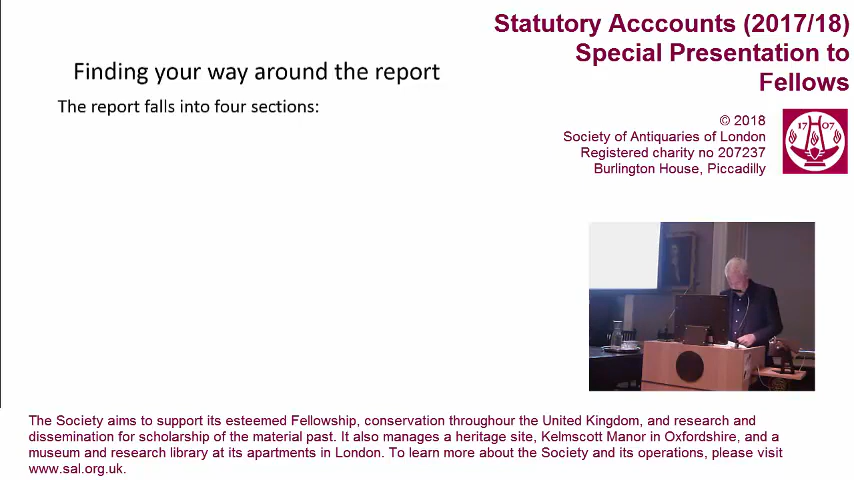 Statutory Acccounts (2017/18)
Special Presentation to
Fellows
Finding your way around the report
The report falls into four sections:
© 2018
Society of Antiquaries of London
Registered charity no 207237
Burlington House, Piccadilly
17 07
The Society aims to support its esteemed Fellowship, conservation throughour the United Kingdom, and research and
dissemination for scholarship of the material past. It also manages a heritage site, Kelmscott Manor in Oxfordshire, and a
museum and research library at its apartments in London. To learn more about the Society and its operations, please visit
www.sal.org.uk.